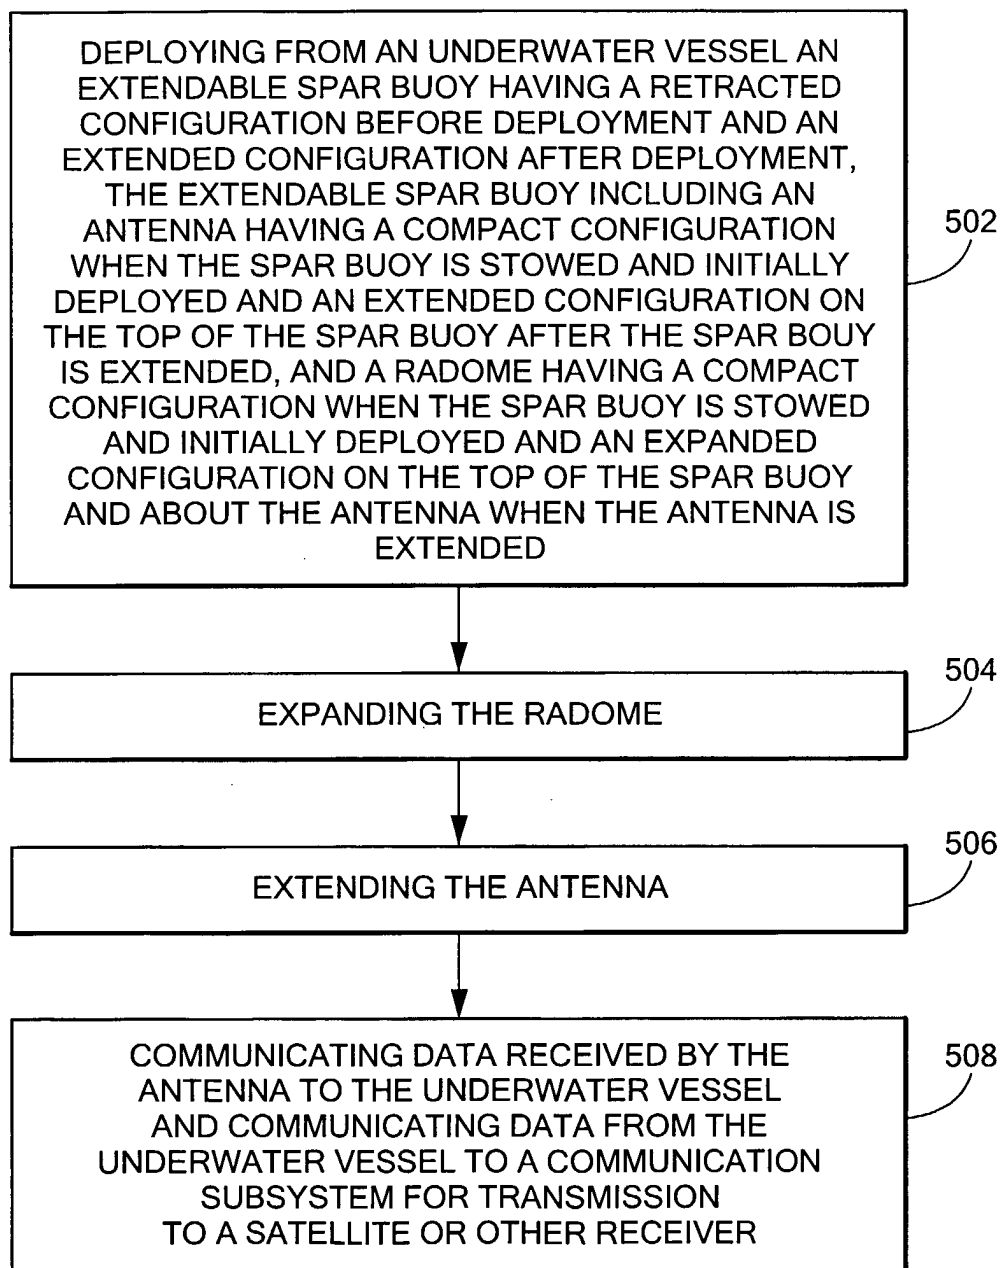 DEPLOYING FROM AN UNDERWATER VESSEL AN
EXTENDABLE SPAR BUOY HAVING A RETRACTED
CONFIGURATION BEFORE DEPLOYMENT AND AN
EXTENDED CONFIGURATION AFTER DEPLOYMENT,
THE EXTENDABLE SPAR BUOY INCLUDING AN
ANTENNA HAVING A COMPACT CONFIGURATION
WHEN THE SPAR BUOY IS STOWED AND INITIALLY
DEPLOYED AND AN EXTENDED CONFIGURATION ON
THE TOP OF THE SPAR BUOY AFTER THE SPAR BOUY
IS EXTENDED, AND A RADOME HAVING A COMPACT
CONFIGURATION WHEN THE SPAR BUOY IS STOWED
AND INITIALLY DEPLOYED AND AN EXPANDED
CONFIGURATION ON THE TOP OF THE SPAR BUOY
AND ABOUT THE ANTENNA WHEN THE ANTENNA IS
EXTENDED
502
EXPANDING THE RADOME
504
EXTENDING THE ANTENNA
506
COMMUNICATING DATA RECEIVED BY THE
ANTENNA TO THE UNDERWATER VESSEL
AND COMMUNICATING DATA FROM THE
UNDERWATER VESSEL TO A COMMUNICATION
SUBSYSTEM FOR TRANSMISSION
TO A SATELLITE OR OTHER RECEIVER
508